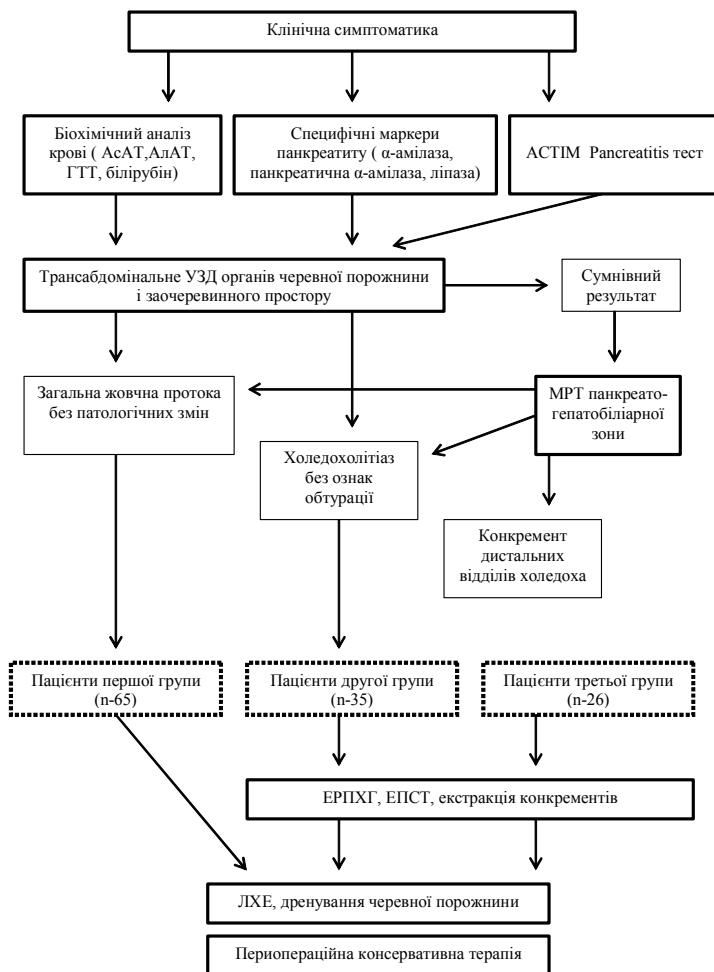 Клінічна симптоматика
Біохімічний аналіз
крові ( АсАТ,АлАТ,
ГТТ, білірубін)
Специфічні маркери
панкреатиту ( α-амілаза,
панкреатична α-амілаза, ліпаза)
ACTIM Pancreatitis тест
Трансабдомінальне УЗД органів черевної порожнини
і заочеревинного простору
Сумнівний
результат
Загальна жовчна протока
без патологічних змін
МРТ панкреато-
гепатобіліарної
зони
Холедохолітіаз
без ознак
обтурації
Конкремент
дистальних
відділів холедоха
Пацієнти першої групи
(n-65)
Пацієнти другої групи
(n-35)
Пацієнти третьої групи
(n-26)
ЕРПХГ, ЕПСТ, екстракція конкрементів
ЛХЕ, дренування черевної порожнини
Периопераційна консервативна терапія